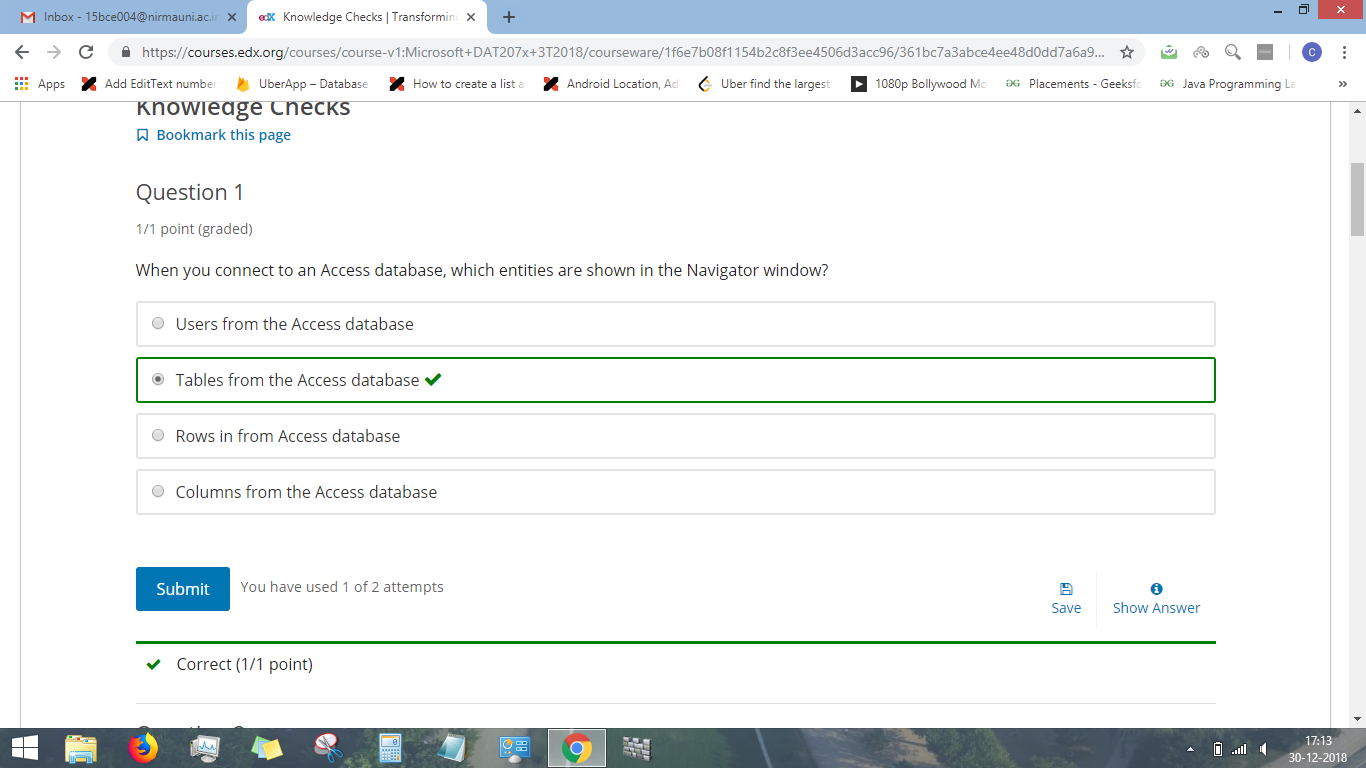 Inbox - 15bce004@nirmauni.ac.i
edX Knowledge Checks | Transformin
https://courses.edx.org/courses/course-v1:Microsoft+DAT207x+3T2018/courseware/1f6e7b08f1154b2c8f3ee4506d3acc96/361bc7a3abce4ee48d0dd7a6a9...
C
Apps Add EditText number UberApp – Database How to create a list a Android Location, Ad Uber find the largest 1080p Bollywood Mo Placements - Geeksfo Java Programming La »
Knowledge Checks
Bookmark this page
Question 1
1/1 point (graded)
When you connect to an Access database, which entities are shown in the Navigator window?
Users from the Access database
Tables from the Access database
Rows in from Access database
Columns from the Access database
Submit You have used 1 of 2 attempts
Save Show Answer
Correct (1/1 point)
17:13
30-12-2018